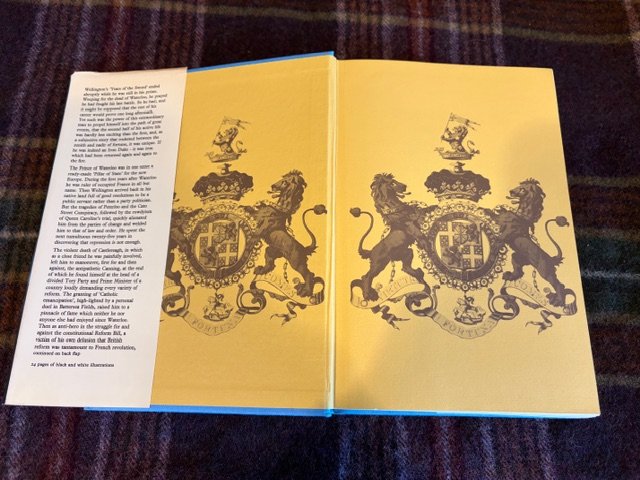 Wellington's 'Years of the Sword' ended
abruptly while he was still in his prime.
Weeping for the dead of Waterloo, he prayed
he had fought his last battle. So he had, and
it might be supposed that the rest of his
career would prove one long aftermath.
Yet such was the power of this extraordinary
man to propel himself into the path of great
events, that the second half of his active life
was hardly less exciting than the first, and, as
a subjective story that vaulted between the
zenith and nadir of fortune, it was unique. If
he was indeed an Iron Duke – it was iron
which had been returned again and again to
the fire.
The Prince of Waterloo was in one sense a
ready-made 'Pillar of State' for the new
Europe. During the first years after Waterloo
he was ruler of occupied France in all but
name. Then Wellington arrived back in his
native land full of good resolutions to be a
public servant rather than a party politician.
But the tragedies of Peterloo and the Cato
Street Conspiracy, followed by the rowdyism
of Queen Caroline's trial, quickly alienated
him from the parties of change and welded
him to that of law and order. He spent the
next tumultuous twenty-five years in
discovering that repression is not enough.
The violent death of Castlereagh, in which
as a close friend he was painfully involved,
left him to manœuvre, first for and then
against, the antipathetic Canning, at the end
of which he found himself at the head of a
divided Tory Party and Prime Minister of a
country loudly demanding every variety of
reform. The granting of 'Catholic
emancipation', high-lighted by a personal
duel in Battersea Fields, raised him to a
pinnacle of fame which neither he nor
anyone else had enjoyed since Waterloo.
Then as anti-hero in the struggle for and
against the constitutional Reform Bill, a
victim of his own delusion that British
reform was tantamount to French revolution,
continued on back flap
24 pages of black and white illustrations
FORTUN
FORTUN